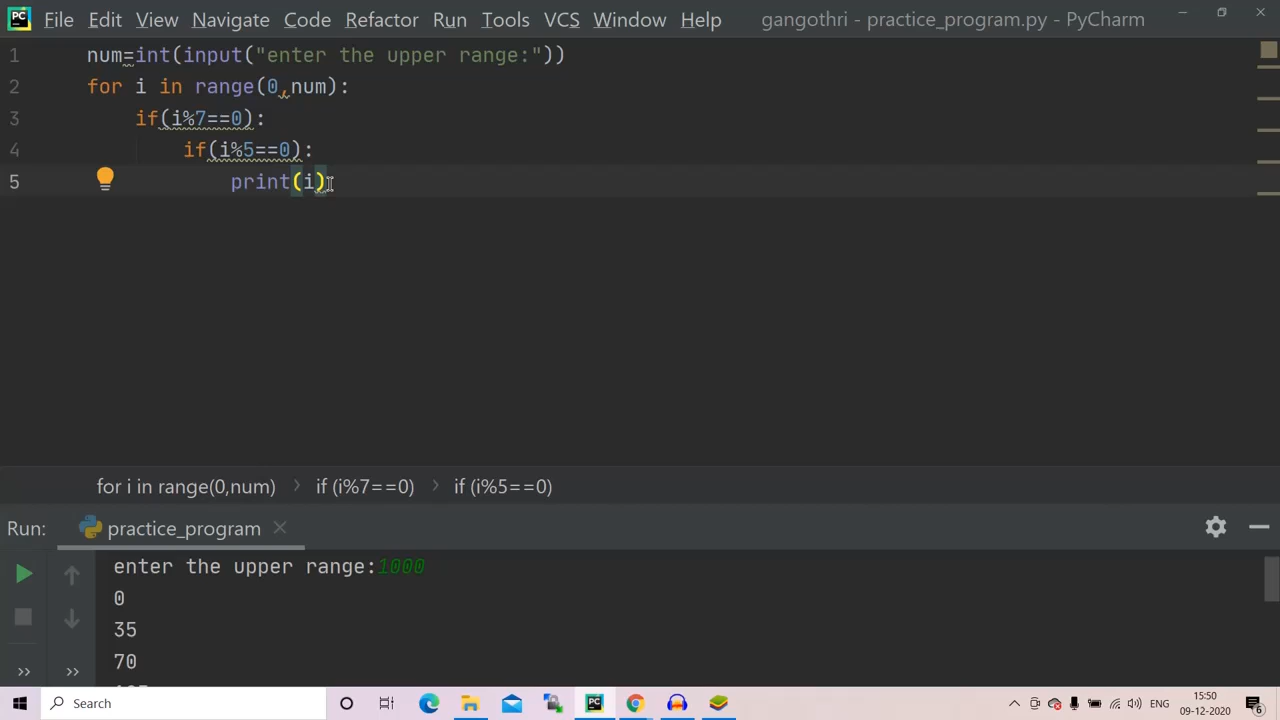 PC File Edit View Navigate Code Refactor Run Tools VCS Window Help gangothri - practice_program.py - PyCharm
1 num=int(input("enter the upper range:"))
2 for i in range(0,num):
3 if(i%7==0):
4 if(i%5==0):
5 print(i)
for i in range(0,num) › if (i%7==0) › if (i%5==0)
Run: practice_program
enter the upper range:1000
0
35
70
Search
ENG
15:50
09-12-2020
6